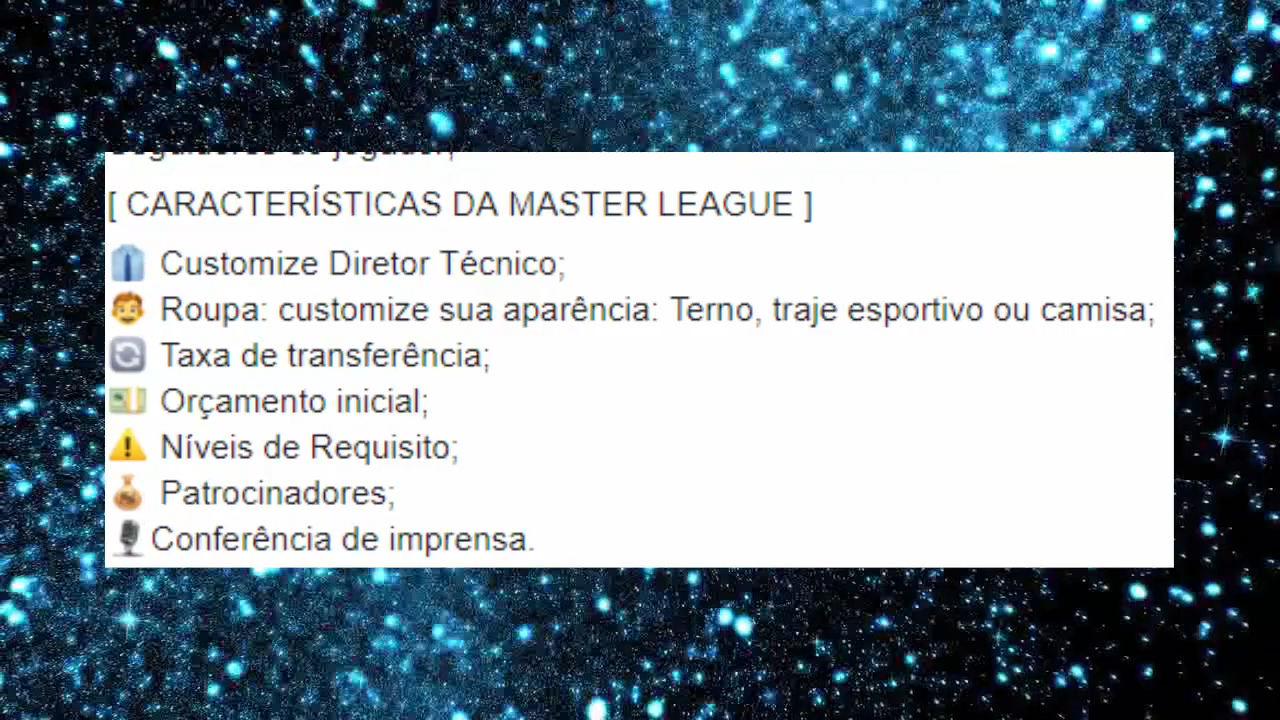 [ CARACTERÍSTICAS DA MASTER LEAGUE ]
👔 Customize Diretor Técnico;
🧑 Roupa: customize sua aparência: Terno, traje esportivo ou camisa;
🔄 Taxa de transferência;
💵 Orçamento inicial;
⚠️ Níveis de Requisito;
💰 Patrocinadores;
🎙️Conferência de imprensa.